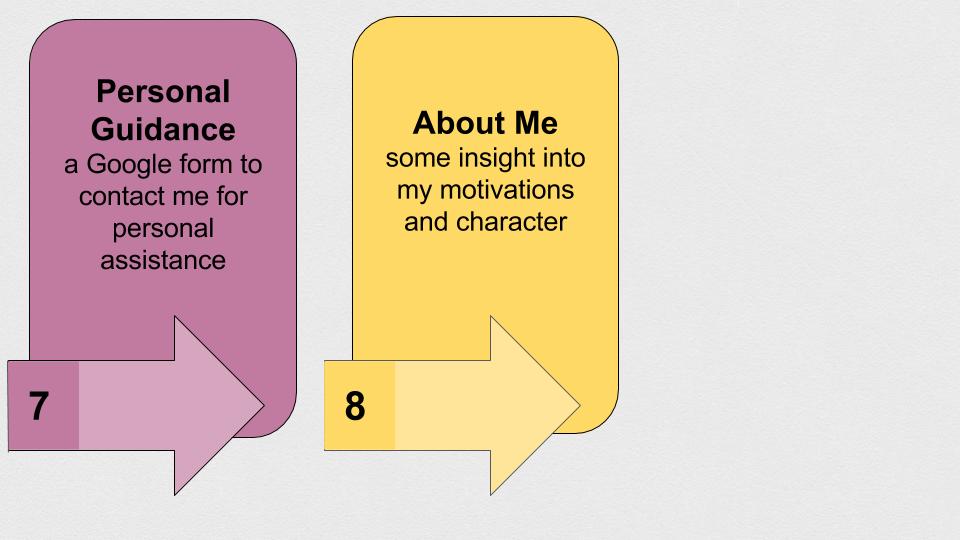 Personal
Guidance
a Google form to
contact me for
personal
assistance
7
About Me
some insight into
my motivations
and character
8